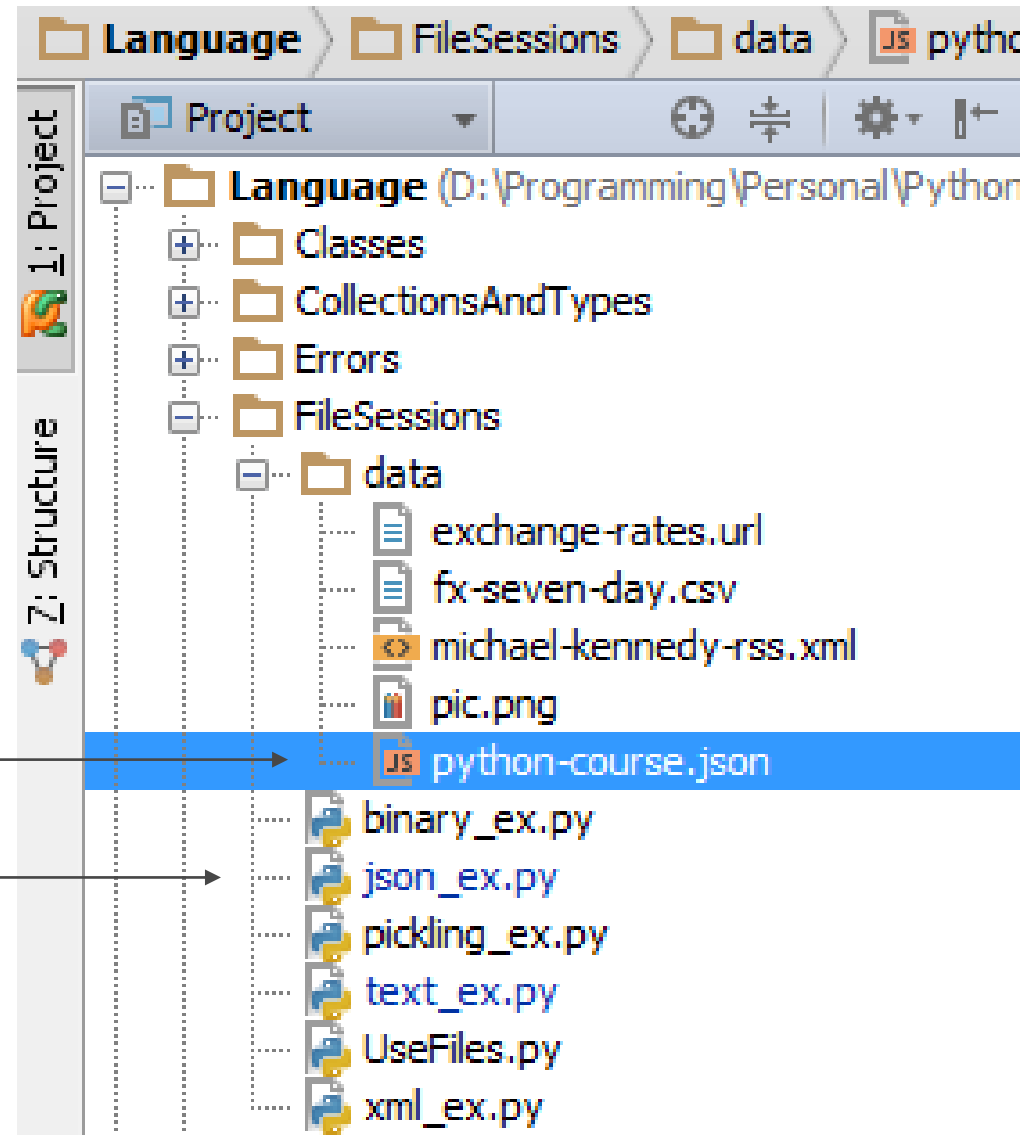 Language FileSessions data pytho
1: Project
7: Structure
Project
Language (D:\Programming\Personal\Python
Classes
CollectionsAndTypes
Errors
FileSessions
data
exchange-rates.url
fx-seven-day.csv
michael-kennedy-rss.xml
pic.png
JS python-course.json
binary_ex.py
json_ex.py
pickling_ex.py
text_ex.py
UseFiles.py
xml_ex.py